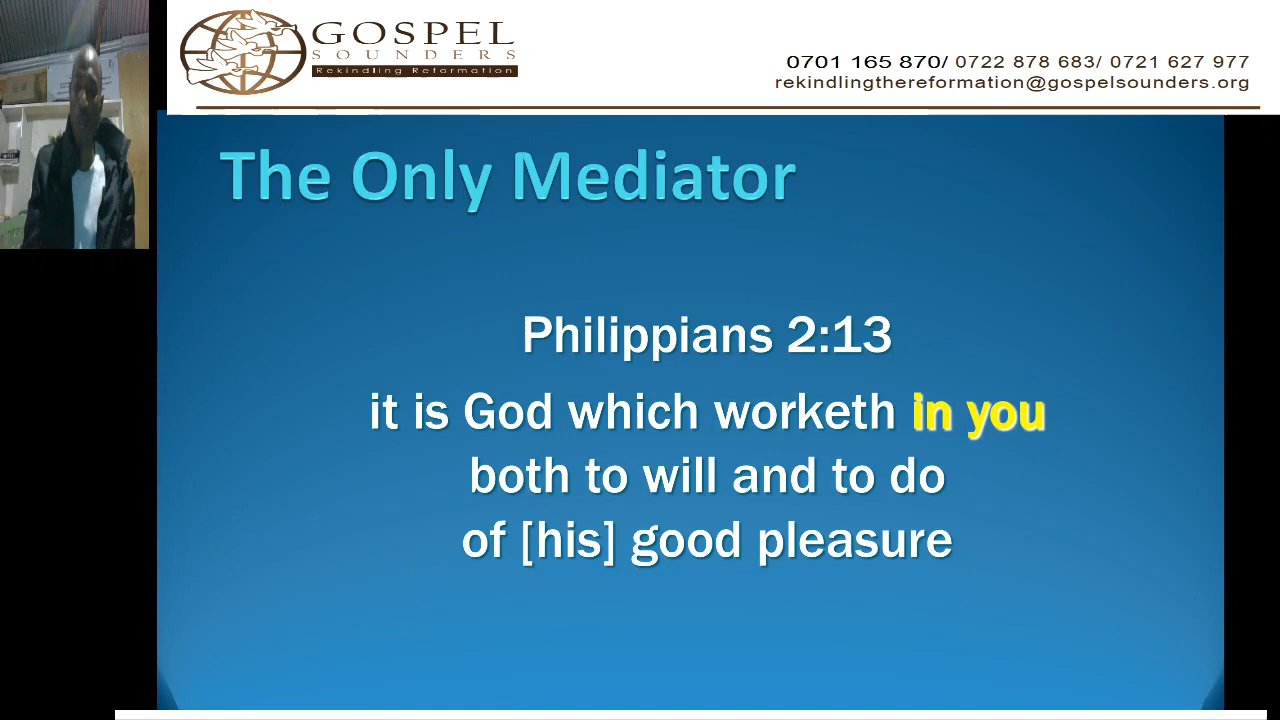 GOSPEL
SOUNDERS
Rekindling Reformation
0701 165 870/ 0722 878 683/ 0721 627 977
rekindlingthereformation@gospelsounders.org
The Only Mediator
Philippians 2:13
it is God which worketh in you
both to will and to do
of [his] good pleasure